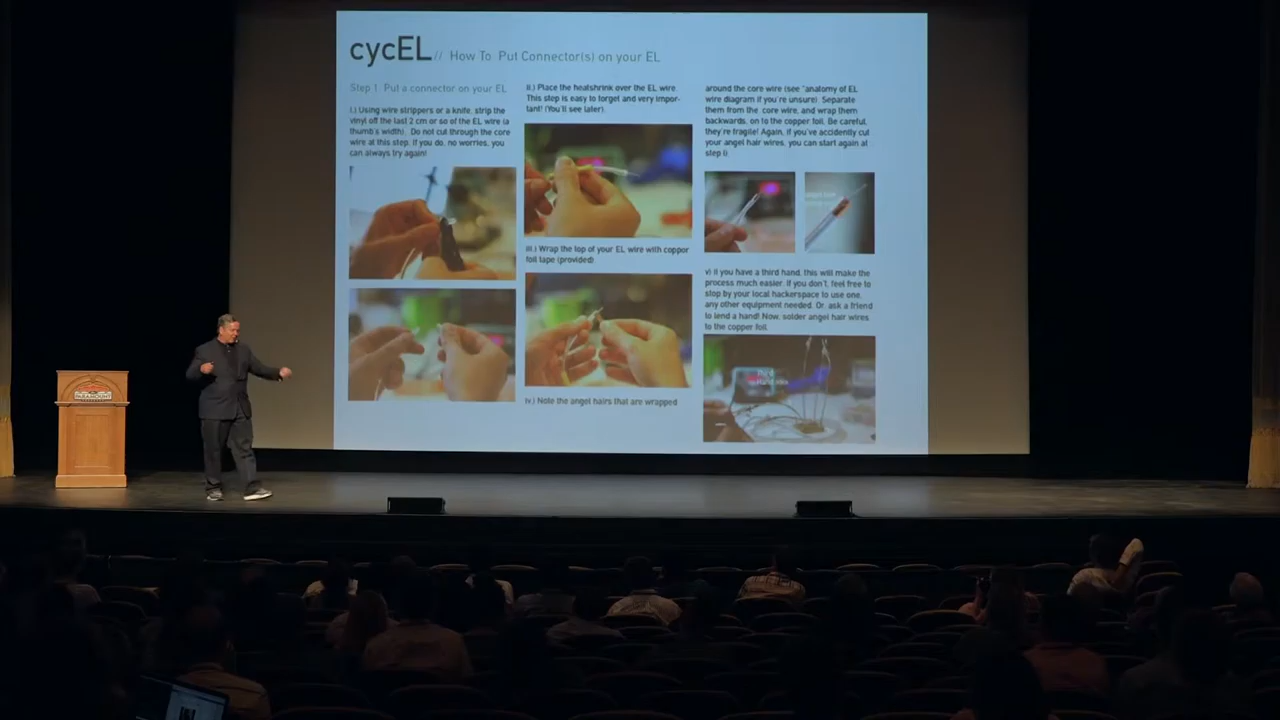 cycEL// How To Put Connector(s) on your EL
Step 1: Put a connector on your EL
i.) Using wire strippers or a knife, strip the
vinyl off the last 2 cm or so of the EL wire (a
thumb's width). Do not cut through the core
wire at this step. If you do, no worries, you
can always try again!
ii.) Place the heatshrink over the EL wire.
This step is easy to forget and very impor-
tant! (You'll see later)
iii.) Wrap the top of your EL wire with coppor
foil tape (provided)
iv.) Note the angel hairs that are wrapped
around the core wire (see "anatomy of EL
wire diagram if you're unsure). Separate
them from the core wire, and wrap them
backwards, on to the copper foil. Be careful,
they're fragile! Again, if you've accidently cut
your angel hair wires, you can start again at
step i).
v) If you have a third hand, this will make the
process much easier. If you don't, feel free to
stop by your local hackerspace to use one,
any other equipment needed. Or, ask a friend
to lend a hand! Now, solder angel hair wires
to the copper foil.
Third
PARAMOUNT